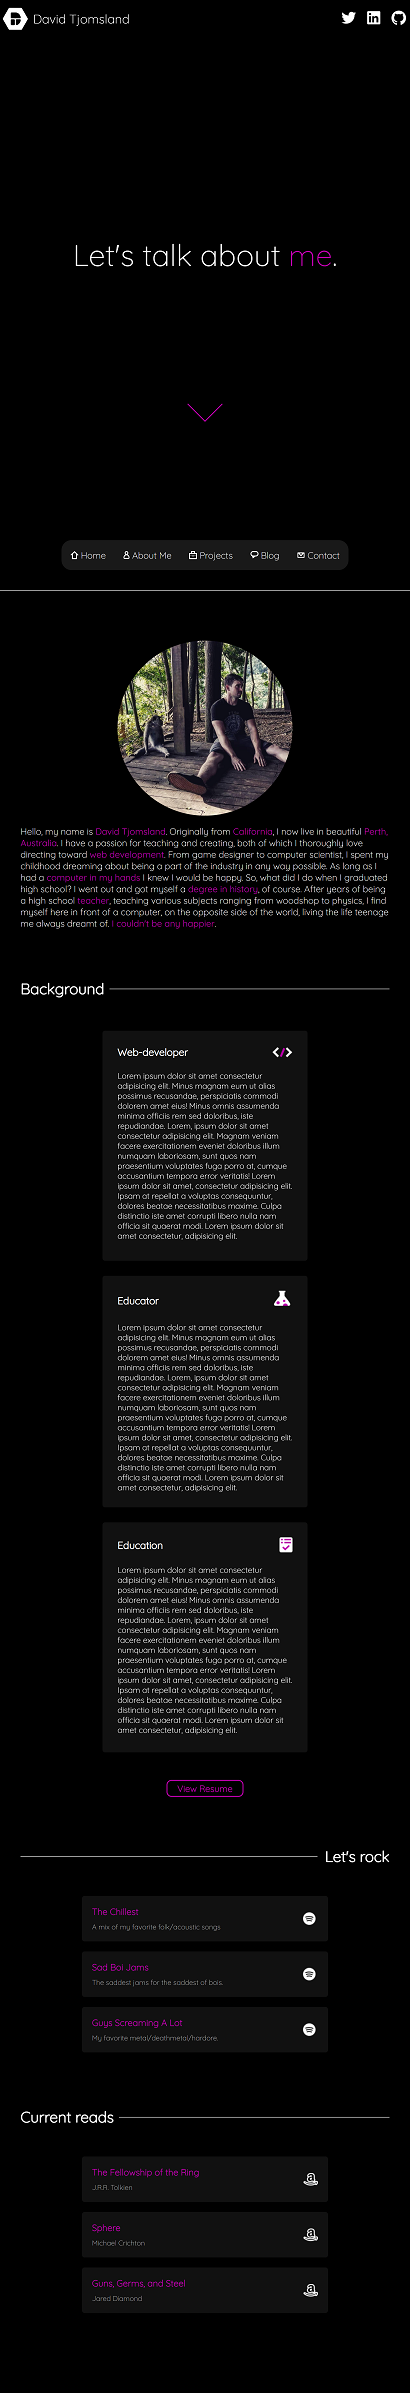 David Tjomsland
Let's talk about me.
Home About Me Projects Blog Contact
Hello, my name is David Tjomsland. Originally from California, I now live in beautiful Perth,
Australia. I have a passion for teaching and creating, both of which I thoroughly love
directing toward web development. From game designer to computer scientist, I spent my
childhood dreaming about being a part of the industry in any way possible. As long as I
had a computer in my hands I knew I would be happy. So, what did I do when I graduated
high school? I went out and got myself a degree in history, of course. After years of being
a high school teacher, teaching various subjects ranging from woodshop to physics, I find
myself here in front of a computer, on the opposite side of the world, living the life teenage
me always dreamt of. I couldn't be any happier.
Background
Web-developer
Lorem ipsum dolor sit amet consectetur
adipisicing elit. Minus magnam eum ut alias
possimus recusandae, perspiciatis commodi
dolorem amet eius! Minus omnis assumenda
minima officiis rem sed doloribus, iste
repudiandae. Lorem, ipsum dolor sit amet
consectetur adipisicing elit. Magnam veniam
facere exercitationem eveniet doloribus illum
numquam laboriosam, sunt quos nam
praesentium voluptates fuga porro at, cumque
accusantium tempora error veritatis! Lorem
ipsum dolor sit amet, consectetur adipisicing elit.
Ipsam at repellat a voluptas consequuntur,
dolores beatae necessitatibus maxime. Culpa
distinctio iste amet corrupti libero nulla nam
officia sit quaerat modi. Lorem ipsum dolor sit
amet consectetur, adipisicing elit.
Educator
Lorem ipsum dolor sit amet consectetur
adipisicing elit. Minus magnam eum ut alias
possimus recusandae, perspiciatis commodi
dolorem amet eius! Minus omnis assumenda
minima officiis rem sed doloribus, iste
repudiandae. Lorem, ipsum dolor sit amet
consectetur adipisicing elit. Magnam veniam
facere exercitationem eveniet doloribus illum
numquam laboriosam, sunt quos nam
praesentium voluptates fuga porro at, cumque
accusantium tempora error veritatis! Lorem
ipsum dolor sit amet, consectetur adipisicing elit.
Ipsam at repellat a voluptas consequuntur,
dolores beatae necessitatibus maxime. Culpa
distinctio iste amet corrupti libero nulla nam
officia sit quaerat modi. Lorem ipsum dolor sit
amet consectetur, adipisicing elit.
Education
Lorem ipsum dolor sit amet consectetur
adipisicing elit. Minus magnam eum ut alias
possimus recusandae, perspiciatis commodi
dolorem amet eius! Minus omnis assumenda
minima officiis rem sed doloribus, iste
repudiandae. Lorem, ipsum dolor sit amet
consectetur adipisicing elit. Magnam veniam
facere exercitationem eveniet doloribus illum
numquam laboriosam, sunt quos nam
praesentium voluptates fuga porro at, cumque
accusantium tempora error veritatis! Lorem
ipsum dolor sit amet, consectetur adipisicing elit.
Ipsam at repellat a voluptas consequuntur,
dolores beatae necessitatibus maxime. Culpa
distinctio iste amet corrupti libero nulla nam
officia sit quaerat modi. Lorem ipsum dolor sit
amet consectetur, adipisicing elit.
View Resume
Let's rock
The Chillest
A mix of my favorite folk/acoustic songs
Sad Boi Jams
The saddest jams for the saddest of bois.
Guys Screaming A Lot
My favorite metal/deathmetal/hardore.
Current reads
The Fellowship of the Ring
J.R.R. Tolkien
Sphere
Michael Crichton
Guns, Germs, and Steel
Jared Diamond